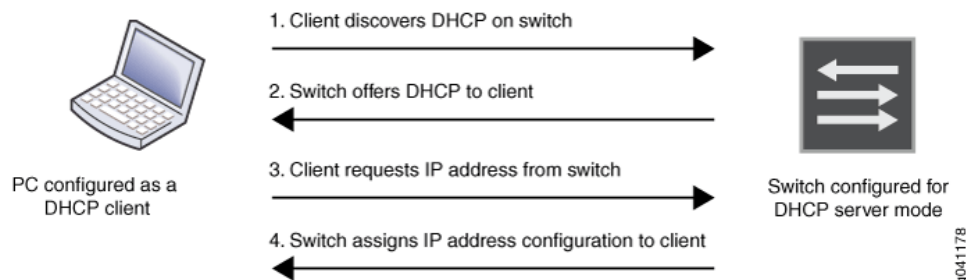 1. Client discovers DHCP on switch
2. Switch offers DHCP to client
3. Client requests IP address from switch
4. Switch assigns IP address configuration to client
PC configured as a
DHCP client
Switch configured for
DHCP server mode
g041178